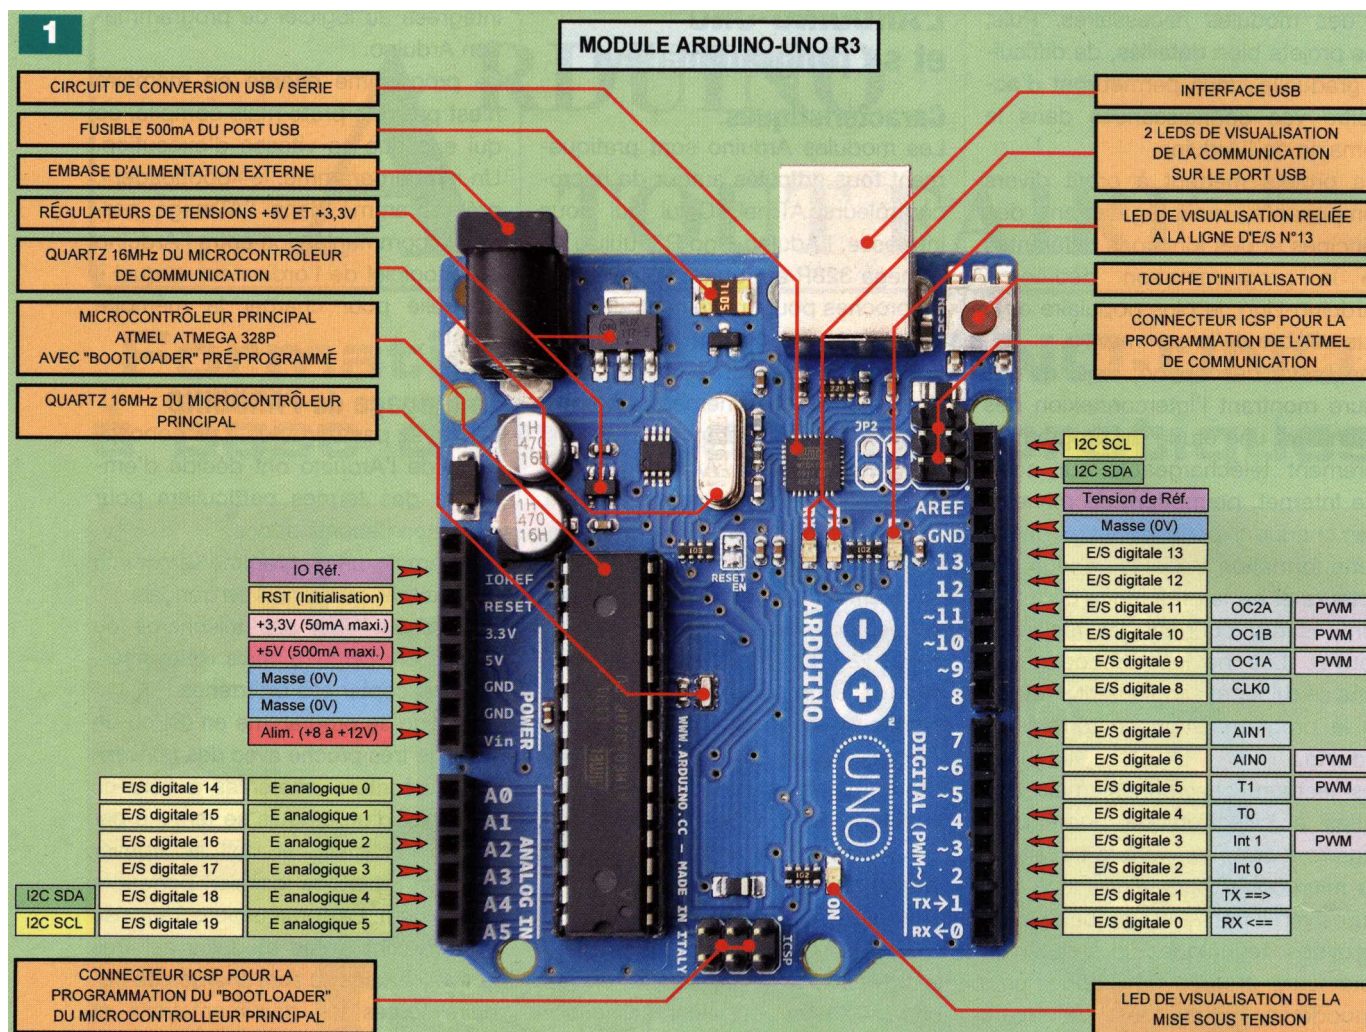 1
MODULE ARDUINO-UNO R3
CIRCUIT DE CONVERSION USB / SÉRIE
FUSIBLE 500mA DU PORT USB
EMBASE D'ALIMENTATION EXTERNE
RÉGULATEURS DE TENSIONS +5V ET +3,3V
QUARTZ 16MHz DU MICROCONTRÔLEUR
DE COMMUNICATION
MICROCONTRÔLEUR PRINCIPAL
ATMEL ATMEGA 328P
AVEC "BOOTLOADER" PRÉ-PROGRAMMÉ
QUARTZ 16MHz DU MICROCONTRÔLEUR
PRINCIPAL
INTERFACE USB
2 LEDS DE VISUALISATION
DE LA COMMUNICATION
SUR LE PORT USB
LED DE VISUALISATION RELIÉE
A LA LIGNE D'E/S N°13
TOUCHE D'INITIALISATION
CONNECTEUR ICSP POUR LA
PROGRAMMATION DE L'ATMEL
DE COMMUNICATION
I2C SCL
I2C SDA
Tension de Réf.
Masse (0V)
E/S digitale 13
E/S digitale 12
E/S digitale 11 OC2A PWM
E/S digitale 10 OC1B PWM
E/S digitale 9 OC1A PWM
E/S digitale 8 CLK0
E/S digitale 7 AIN1
E/S digitale 6 AIN0 PWM
E/S digitale 5 T1 PWM
E/S digitale 4 T0
E/S digitale 3 Int 1 PWM
E/S digitale 2 Int 0
E/S digitale 1 TX ==>
E/S digitale 0 RX <==
IO Réf.
RST (Initialisation)
+3,3V (50mA maxi.)
+5V (500mA maxi.)
Masse (0V)
Masse (0V)
Alim. (+8 à +12V)
E/S digitale 14 E analogique 0
E/S digitale 15 E analogique 1
E/S digitale 16 E analogique 2
E/S digitale 17 E analogique 3
I2C SDA E/S digitale 18 E analogique 4
I2C SCL E/S digitale 19 E analogique 5
CONNECTEUR ICSP POUR LA
PROGRAMMATION DU "BOOTLOADER"
DU MICROCONTROLLEUR PRINCIPAL
LED DE VISUALISATION DE LA
MISE SOUS TENSION
IOREF
RESET
3.3V
5V
GND
GND
Vin
POWER
A0
A1
A2
A3
A4
A5
ANALOG IN
1H
470
16H
1H
470
16H
JP2
RESET
RESET
EN
AREF
GND
13
12
~11
~10
~9
8
7
~6
~5
4
~3
2
TX→1
RX←0
DIGITAL (PWM~)
ARDUINO
UNO
WWW.ARDUINO.CC - MADE IN ITALY
ON
ICSP